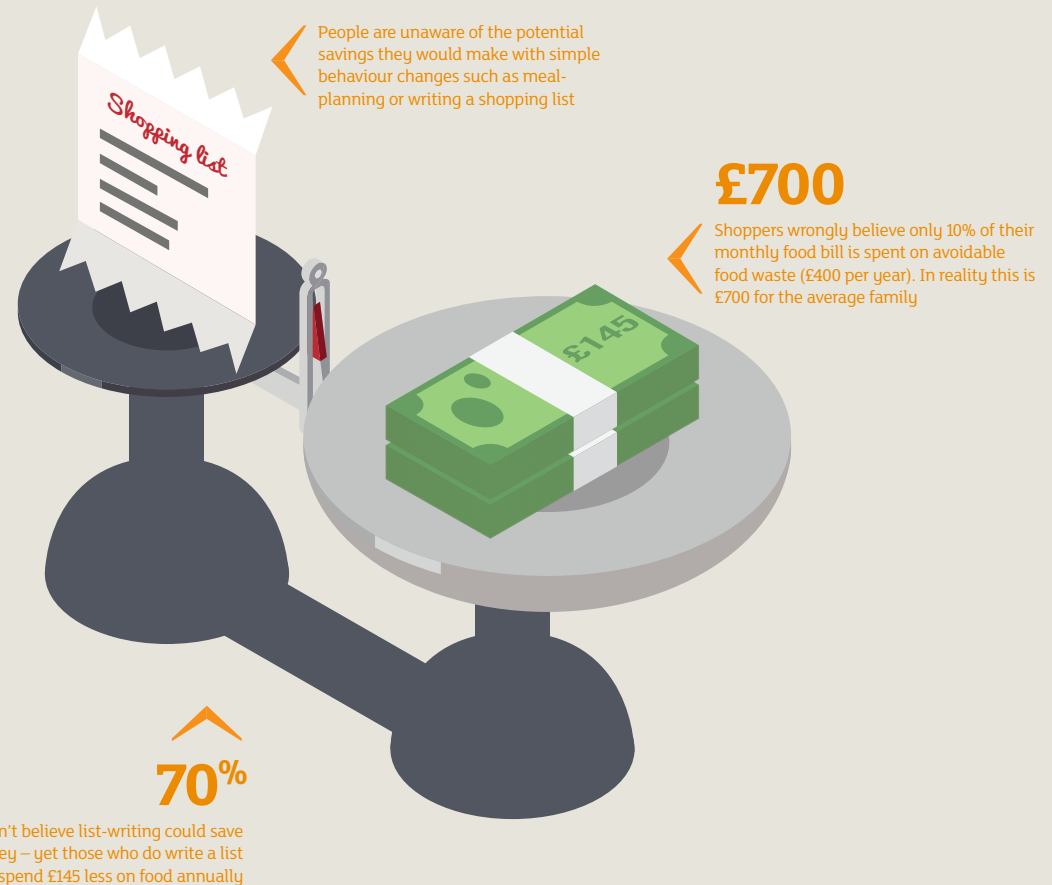 People are unaware of the potential
savings they would make with simple
behaviour changes such as meal-
planning or writing a shopping list
Shopping list
£700
Shoppers wrongly believe only 10% of their
monthly food bill is spent on avoidable
food waste (£400 per year). In reality this is
£700 for the average family
£145
70%
n't believe list-writing could save
ey – yet those who do write a list
spend £145 less on food annually